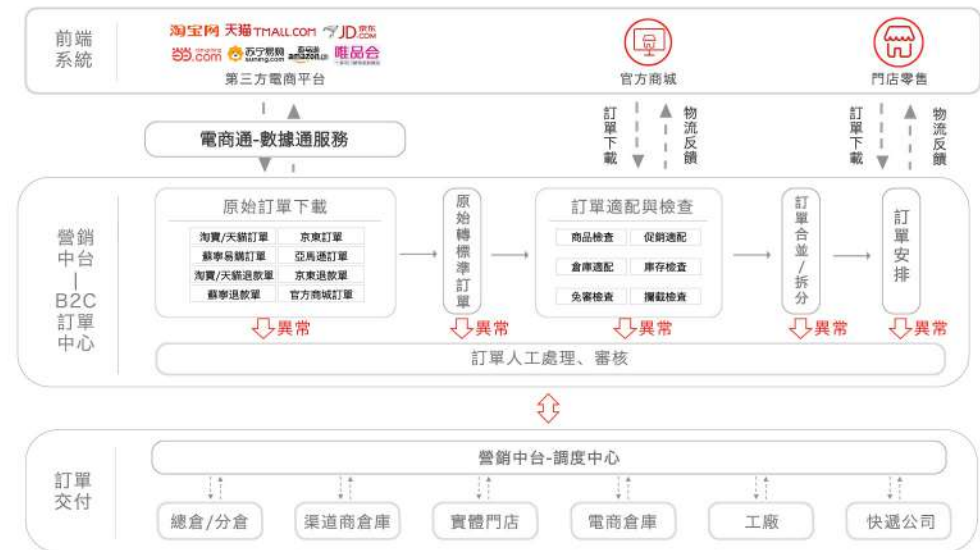 前端
系統
淘宝网 天猫 TMALL.COM JD 京东 .COM
当当.com 苏宁易购 suning.com 亚马逊 amazon.cn 唯品会
第三方電商平台
官方商城
門店零售
電商通-數據通服務
訂單下載
物流反饋
訂單下載
物流反饋
營銷
中台
|
B2C
訂單
中心
原始訂單下載
淘寶/天貓訂單
京東訂單
蘇寧易購訂單
亞馬遜訂單
淘寶/天貓退款單
京東退款單
蘇寧退款單
官方商城訂單
原始轉標準訂單
訂單適配與檢查
商品檢查
促銷適配
倉庫適配
庫存檢查
免審檢查
攔截檢查
訂單合並/拆分
訂單安排
異常
異常
異常
異常
異常
訂單人工處理、審核
訂單
交付
營銷中台-調度中心
總倉/分倉
渠道商倉庫
實體門店
電商倉庫
工廠
快遞公司